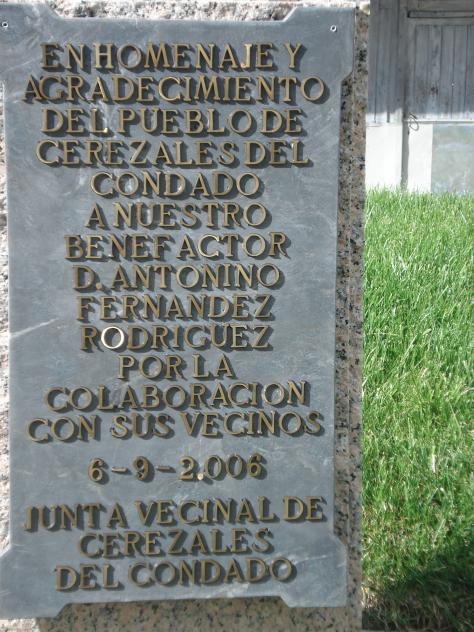 EN HOMENAJE Y
AGRADECIMIENTO
DEL PUEBLO DE
CEREZALES DEL
CONDADO
A NUESTRO
BENEFACTOR
D. ANTONINO
FERNANDEZ
RODRIGUEZ
POR LA
COLABORACION
CON SUS VECINOS
6-9-2.006
JUNTA VECINAL DE
CEREZALES
DEL CONDADO